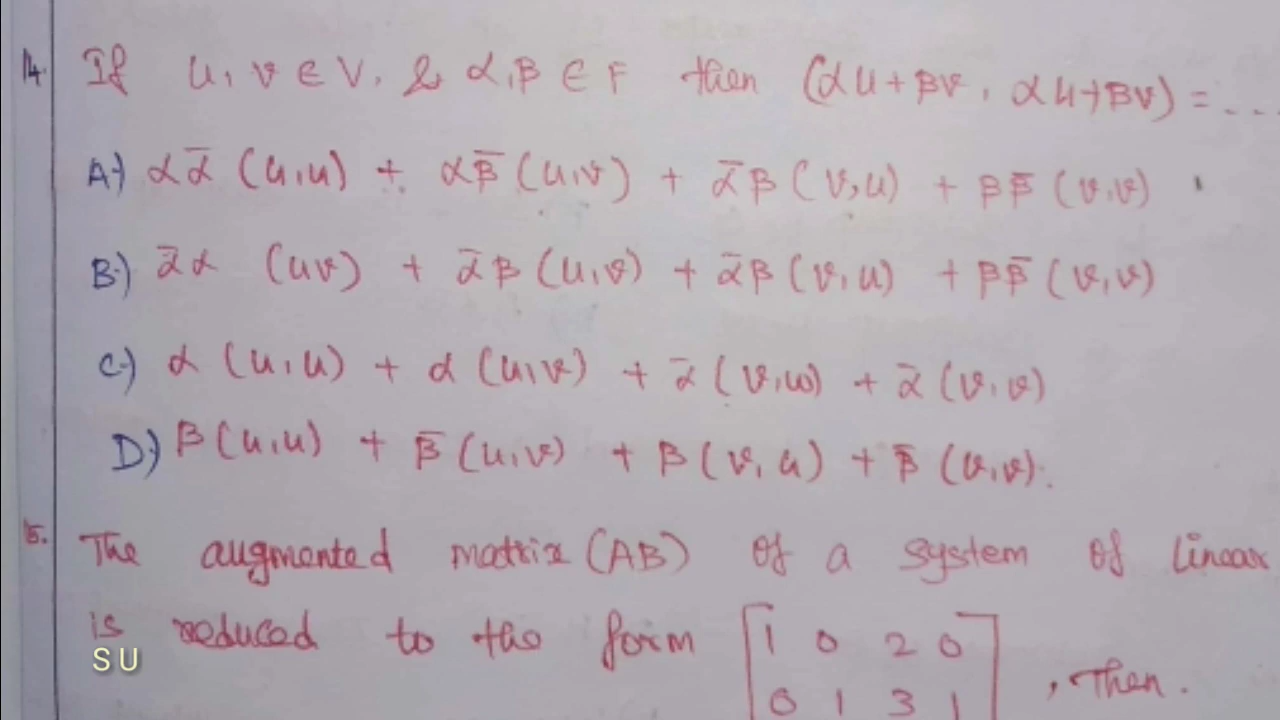 14. If u, v ∈ V, & α, β ∈ F then (αu + βv, αu + βv) = ...
A) αᾱ (u, u) + αβ̄ (u, v) + ᾱβ (v, u) + ββ̄ (v, v)
B) ᾱα (uv) + ᾱβ (u, v) + ᾱβ (v, u) + ββ̄ (v, v)
C) α (u, u) + α (u, v) + ᾱ (v, u) + ᾱ (v, v)
D) β (u, u) + β̄ (u, v) + β (v, u) + β̄ (v, v).
15. The augmented matrix (AB) of a system of linear
is reduced to the form [1 0 2 0
0 1 3 1] , Then.
SU